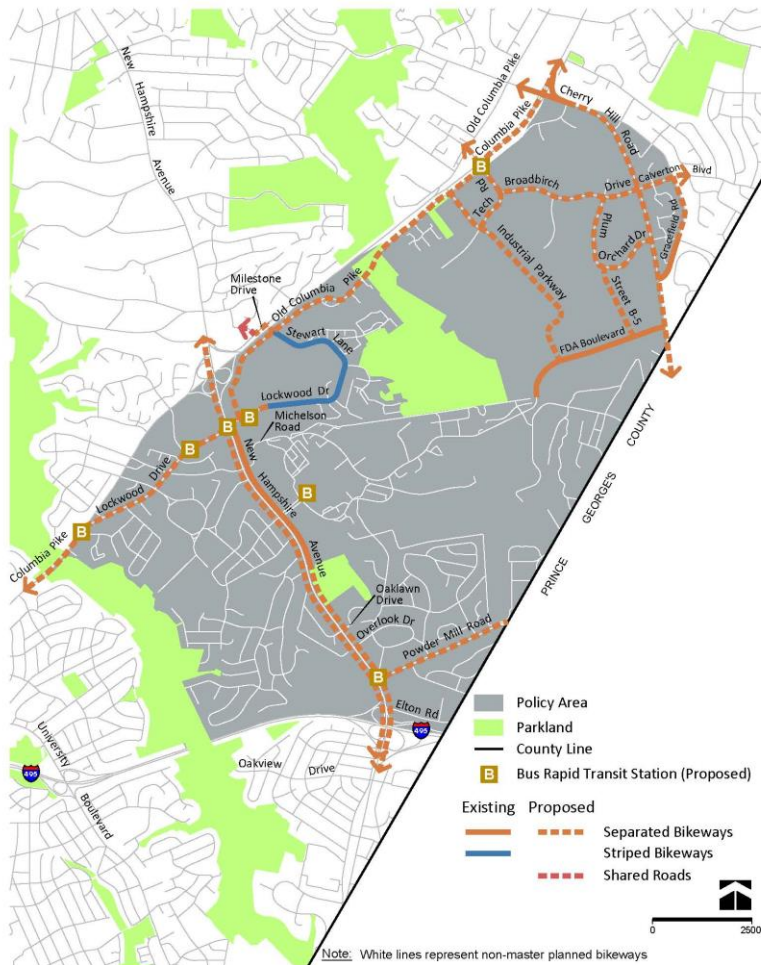 New
Hampshire
Avenue
Old Columbia Pike
Columbia Pike
Cherry
Hill Road
B
Broadbirch
Drive
Calverton
Blvd
Tech
Rd
Plum
Orchard Dr
Gracefield Rd
Industrial Parkway
Street B-5
FDA Boulevard
Milestone
Drive
Old Columbia Pike
Stewart
Lane
Lockwood Dr
B
Michelson
Road
B
B
Lockwood Drive
New
Hampshire
Avenue
B
B
Columbia Pike
Oaklawn
Drive
Overlook Dr
Powder Mill Road
B
Elton Rd
495
PRINCE GEORGE'S COUNTY
University
Boulevard
495
Oakview
Drive
Policy Area
Parkland
County Line
B Bus Rapid Transit Station (Proposed)
Existing Proposed
Separated Bikeways
Striped Bikeways
Shared Roads
0 2500
Note: White lines represent non-master planned bikeways